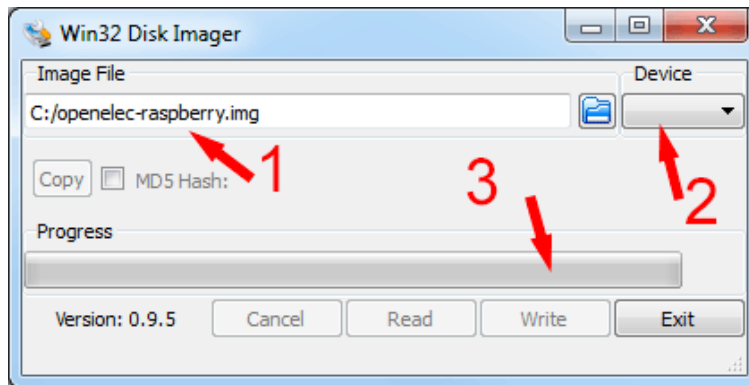 Win32 Disk Imager
Image File
Device
C:/openelec-raspberry.img
1
2
Copy MD5 Hash:
3
Progress
Version: 0.9.5 Cancel Read Write Exit